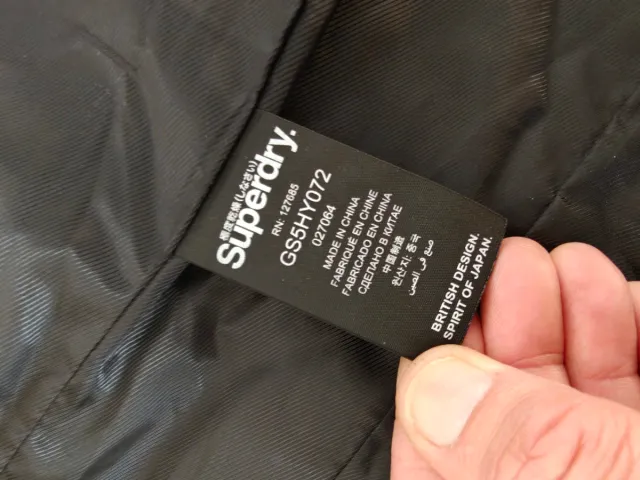 極度乾燥(しなさい)
Superdry.
RN: 127685
GS5HY072
027064
MADE IN CHINA
FABRIQUÉ EN CHINE
FABRICADO EN CHINA
СДЕЛАНО В КИТАЕ
中国制造
원산지: 중국
صنع في الصين
BRITISH DESIGN.
SPIRIT OF JAPAN.